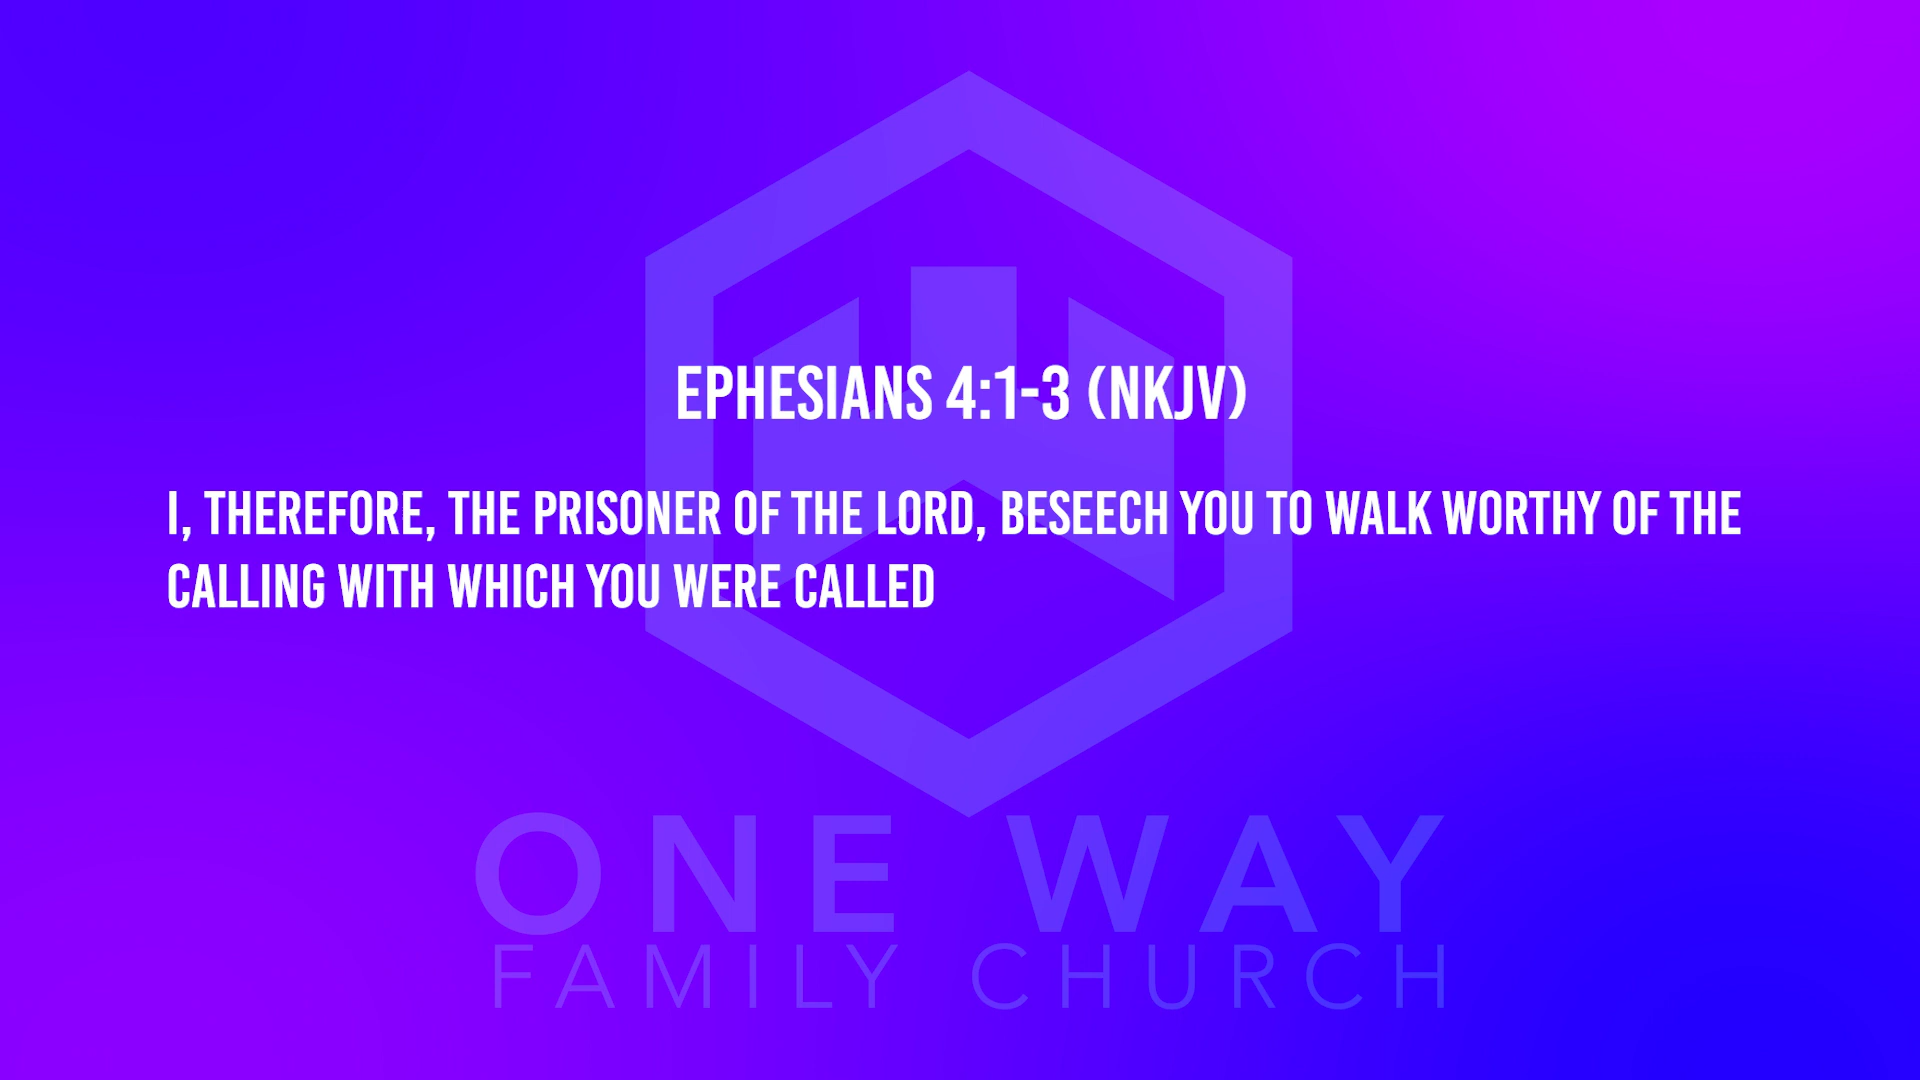 EPHESIANS 4:1-3 (NKJV)
I, THEREFORE, THE PRISONER OF THE LORD, BESEECH YOU TO WALK WORTHY OF THE
CALLING WITH WHICH YOU WERE CALLED
ONE WAY
FAMILY CHURCH